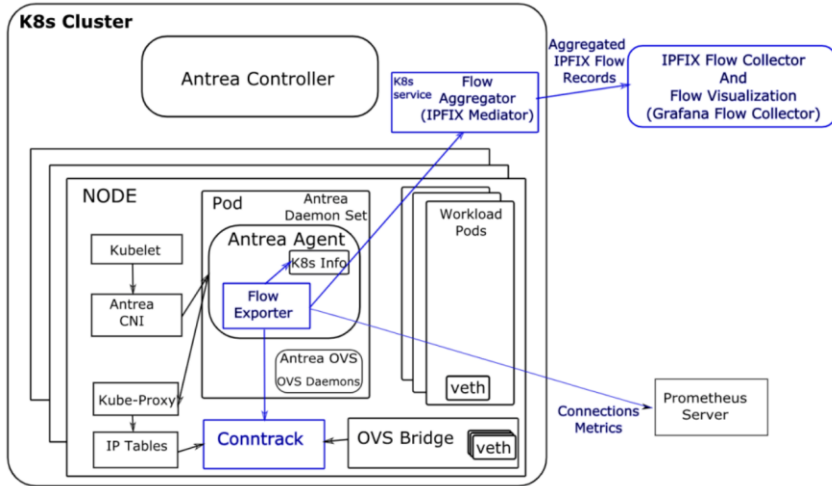 K8s Cluster
Antrea Controller
K8s
service
Flow
Aggregator
(IPFIX Mediator)
Aggregated
IPFIX Flow
Records
IPFIX Flow Collector
And
Flow Visualization
(Grafana Flow Collector)
NODE
Pod
Antrea
Daemon Set
Antrea Agent
K8s Info
Flow
Exporter
Kubelet
Antrea
CNI
Kube-Proxy
IP Tables
Antrea OVS
OVS Daemons
Conntrack
OVS Bridge
veth
Workload
Pods
veth
Connections
Metrics
Prometheus
Server